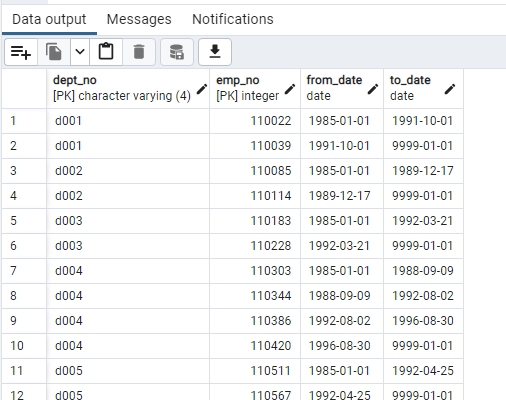 Data output Messages Notifications
dept_no emp_no from_date to_date
[PK] character varying (4) [PK] integer date date
1 d001 110022 1985-01-01 1991-10-01
2 d001 110039 1991-10-01 9999-01-01
3 d002 110085 1985-01-01 1989-12-17
4 d002 110114 1989-12-17 9999-01-01
5 d003 110183 1985-01-01 1992-03-21
6 d003 110228 1992-03-21 9999-01-01
7 d004 110303 1985-01-01 1988-09-09
8 d004 110344 1988-09-09 1992-08-02
9 d004 110386 1992-08-02 1996-08-30
10 d004 110420 1996-08-30 9999-01-01
11 d005 110511 1985-01-01 1992-04-25
12 d005 110567 1992-04-25 9999-01-01